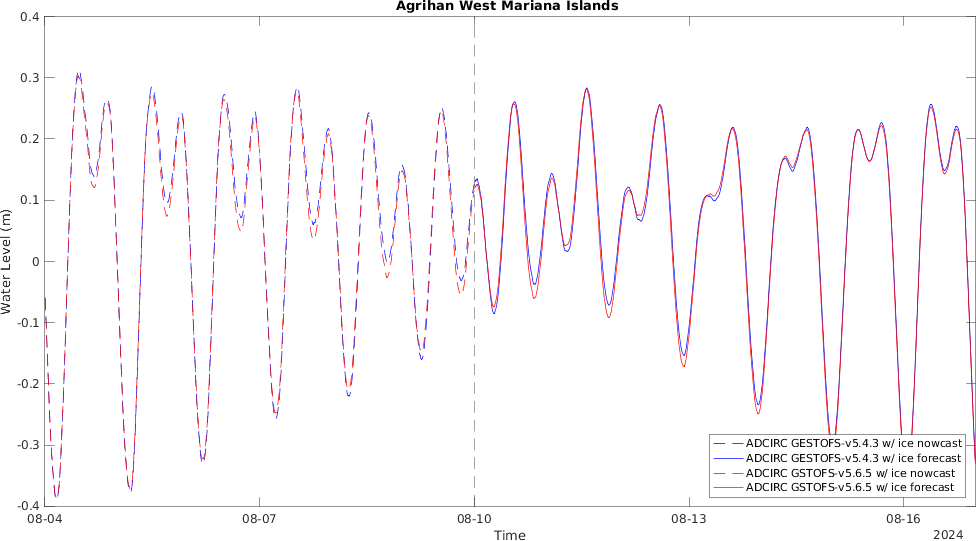 Agrihan West Mariana Islands
0.4
0.3
0.2
0.1
0
-0.1
-0.2
-0.3
-0.4
Water Level (m)
08-04
08-07
08-10
08-13
08-16
Time
2024
ADCIRC GESTOFS-v5.4.3 w/ ice nowcast
ADCIRC GESTOFS-v5.4.3 w/ ice forecast
ADCIRC GSTOFS-v5.6.5 w/ ice nowcast
ADCIRC GSTOFS-v5.6.5 w/ ice forecast